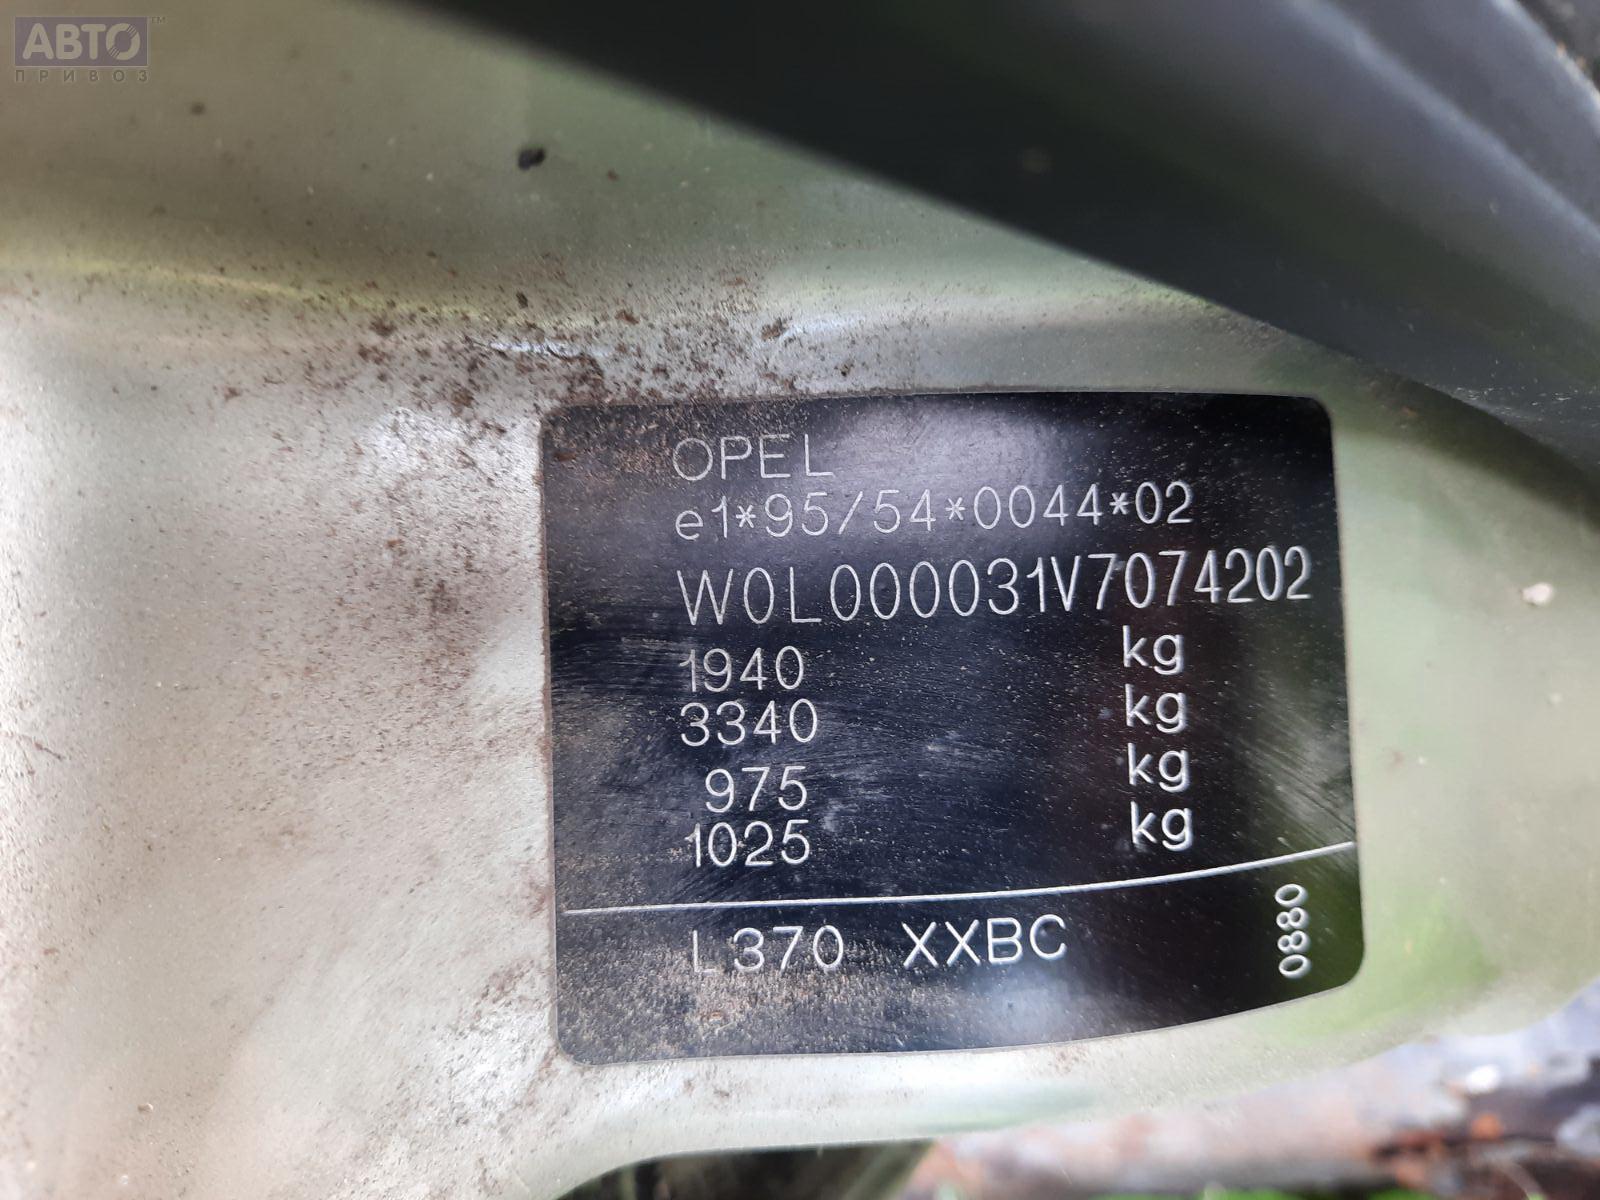 АВТО™
ПРИВОЗ
OPEL
e1*95/54*0044*02
W0L000031V7074202
1940 kg
3340 kg
975 kg
1025 kg
L370 XXBC
0880